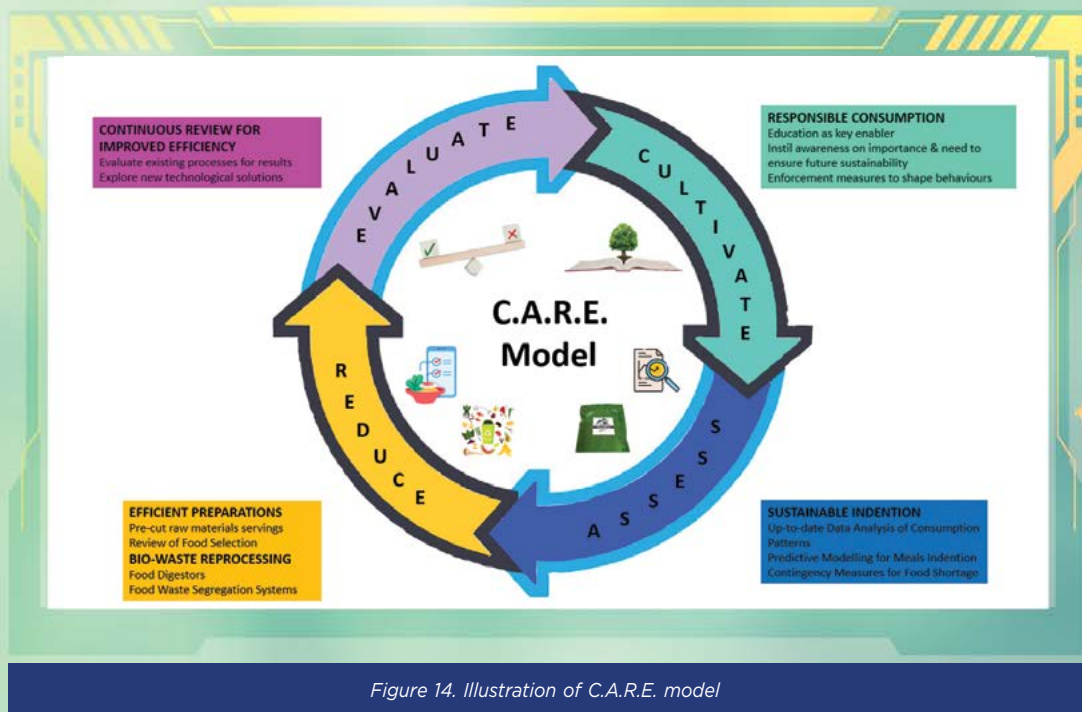 CONTINUOUS REVIEW FOR
IMPROVED EFFICIENCY
Evaluate existing processes for results
Explore new technological solutions
RESPONSIBLE CONSUMPTION
Education as key enabler
Instil awareness on importance & need to
ensure future sustainability
Enforcement measures to shape behaviours
EVALUATE
CULTIVATE
C.A.R.E.
Model
REDUCE
ASSESS
EFFICIENT PREPARATIONS
Pre-cut raw materials servings
Review of Food Selection
BIO-WASTE REPROCESSING
Food Digestors
Food Waste Segregation Systems
SUSTAINABLE INDENTION
Up-to-date Data Analysis of Consumption
Patterns
Predictive Modelling for Meals Indention
Contingency Measures for Food Shortage
Figure 14. Illustration of C.A.R.E. model